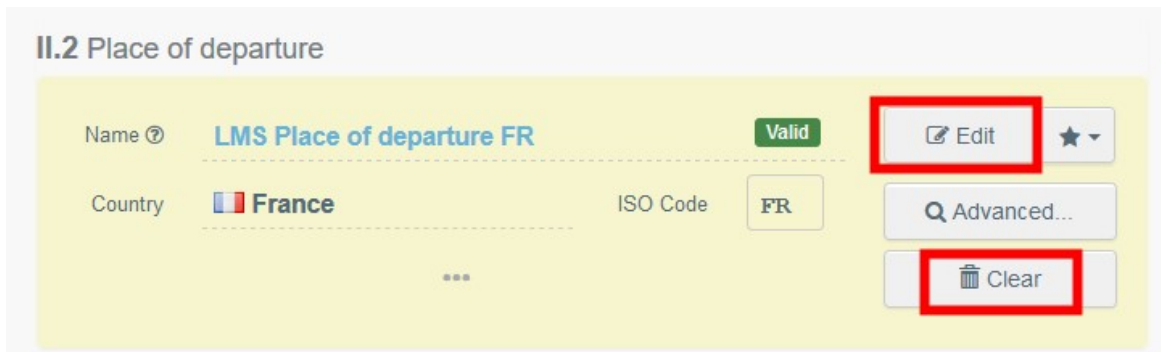 II.2 Place of departure
Name LMS Place of departure FR Valid Edit
Country France ISO Code FR Advanced...
Clear